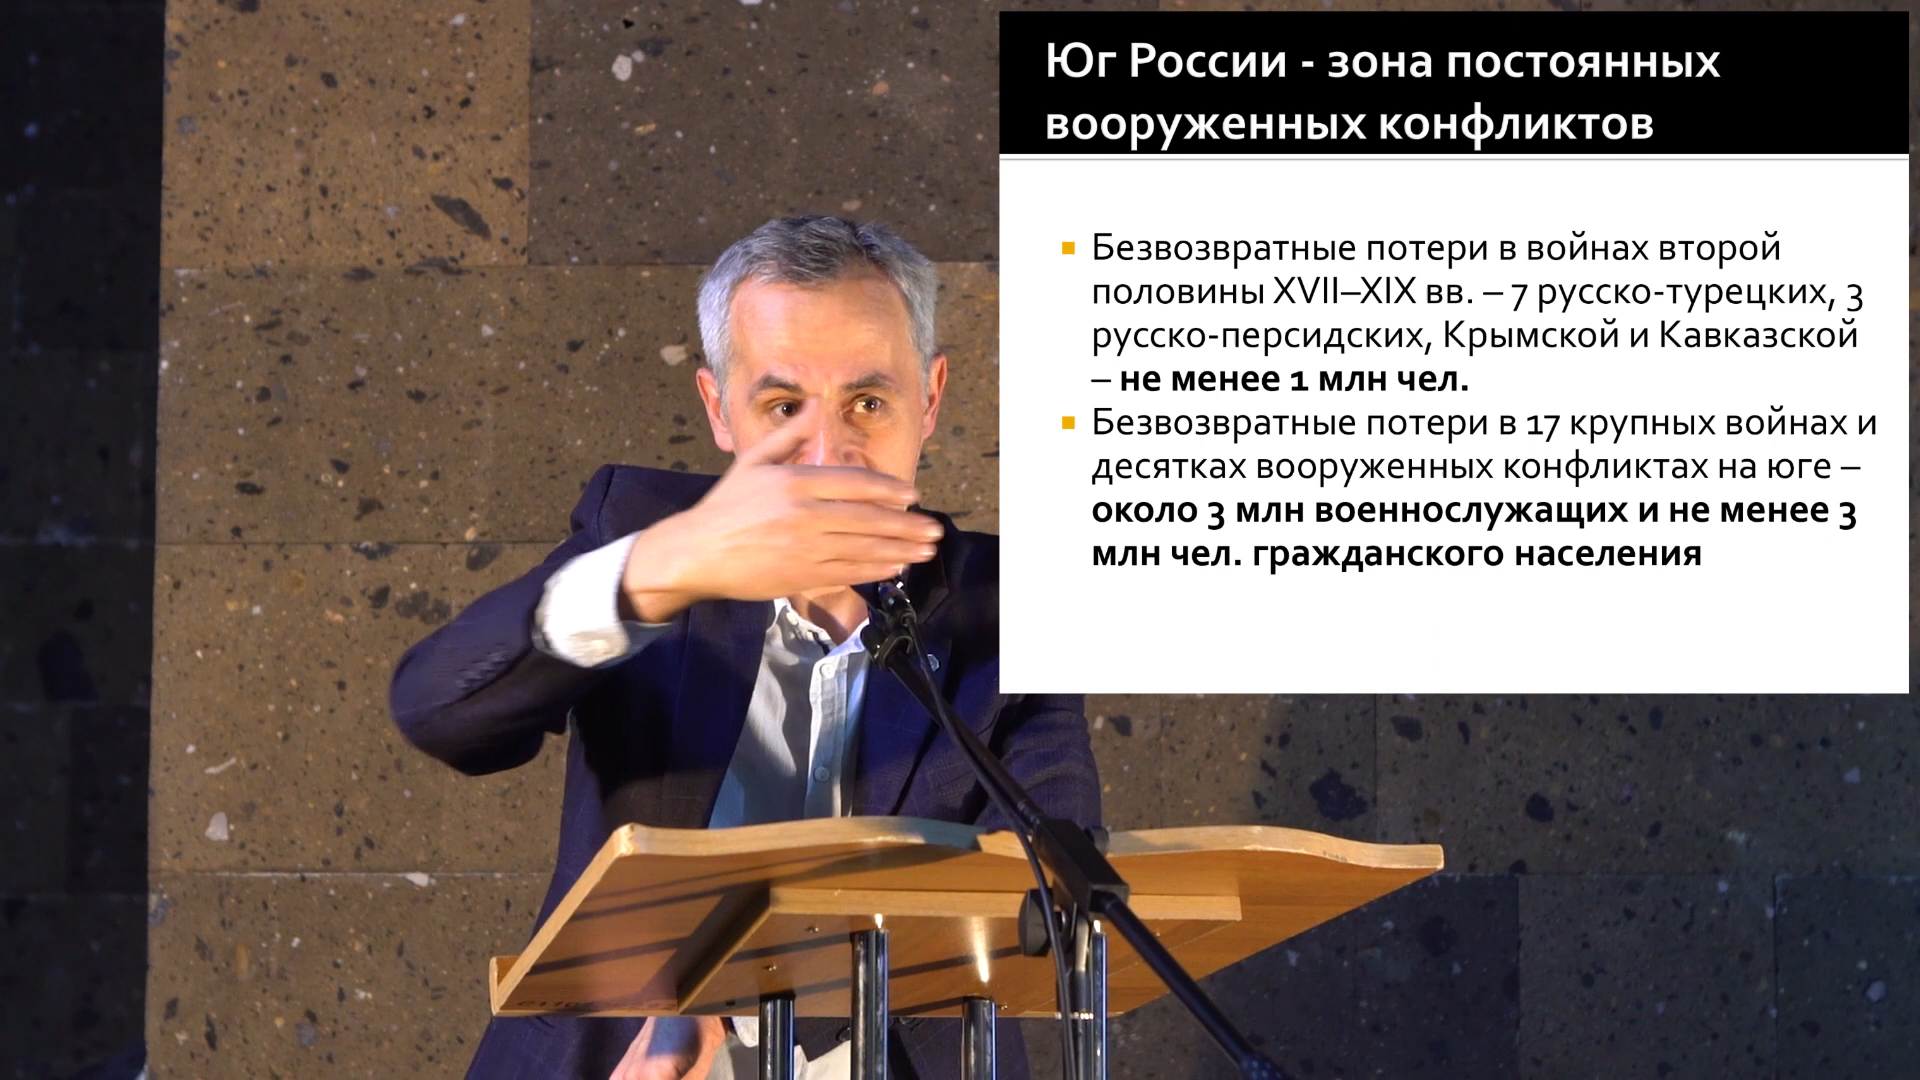 Юг России - зона постоянных
вооруженных конфликтов
Безвозвратные потери в войнах второй
половины XVII–XIX вв. – 7 русско-турецких, 3
русско-персидских, Крымской и Кавказской
– не менее 1 млн чел.
Безвозвратные потери в 17 крупных войнах и
десятках вооруженных конфликтах на юге –
около 3 млн военнослужащих и не менее 3
млн чел. гражданского населения